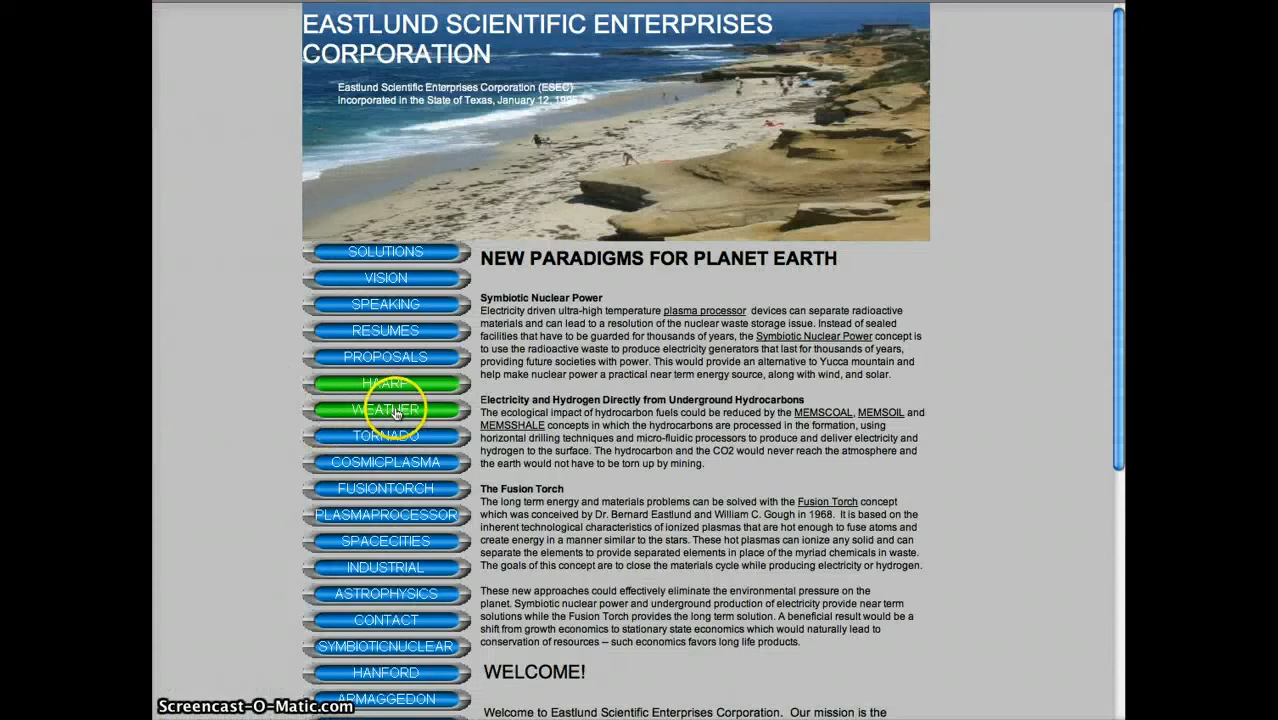 EASTLUND SCIENTIFIC ENTERPRISES
CORPORATION
Eastlund Scientific Enterprises Corporation (ESEC)
incorporated in the State of Texas, January 12,
SOLUTIONS
VISION
SPEAKING
RESUMES
PROPOSALS
HAARP
WEATHER
TORNADO
COSMICPLASMA
FUSIONTORCH
PLASMAPROCESSOR
SPACECITIES
INDUSTRIAL
ASTROPHYSICS
CONTACT
SYMBIOTICNUCLEAR
HANFORD
ARMAGGEDON
NEW PARADIGMS FOR PLANET EARTH
Symbiotic Nuclear Power
Electricity driven ultra-high temperature plasma processor devices can separate radioactive
materials and can lead to a resolution of the nuclear waste storage issue. Instead of sealed
facilities that have to be guarded for thousands of years, the Symbiotic Nuclear Power concept is
to use the radioactive waste to produce electricity generators that last for thousands of years,
providing future societies with power. This would provide an alternative to Yucca mountain and
help make nuclear power a practical near term energy source, along with wind, and solar.
Electricity and Hydrogen Directly from Underground Hydrocarbons
The ecological impact of hydrocarbon fuels could be reduced by the MEMSCOAL, MEMSOIL and
MEMSSHALE concepts in which the hydrocarbons are processed in the formation, using
horizontal drilling techniques and micro-fluidic processors to produce and deliver electricity and
hydrogen to the surface. The hydrocarbon and the CO2 would never reach the atmosphere and
the earth would not have to be torn up by mining.
The Fusion Torch
The long term energy and materials problems can be solved with the Fusion Torch concept
which was conceived by Dr. Bernard Eastlund and William C. Gough in 1968. It is based on the
inherent technological characteristics of ionized plasmas that are hot enough to fuse atoms and
create energy in a manner similar to the stars. These hot plasmas can ionize any solid and can
separate the elements to provide separated elements in place of the myriad chemicals in waste.
The goals of this concept are to close the materials cycle while producing electricity or hydrogen.
These new approaches could effectively eliminate the environmental pressure on the
planet. Symbiotic nuclear power and underground production of electricity provide near term
solutions while the Fusion Torch provides the long term solution. A beneficial result would be a
shift from growth economics to stationary state economics which would naturally lead to
conservation of resources – such economics favors long life products.
WELCOME!
Welcome to Eastlund Scientific Enterprises Corporation. Our mission is the
Screencast-O-Matic.com